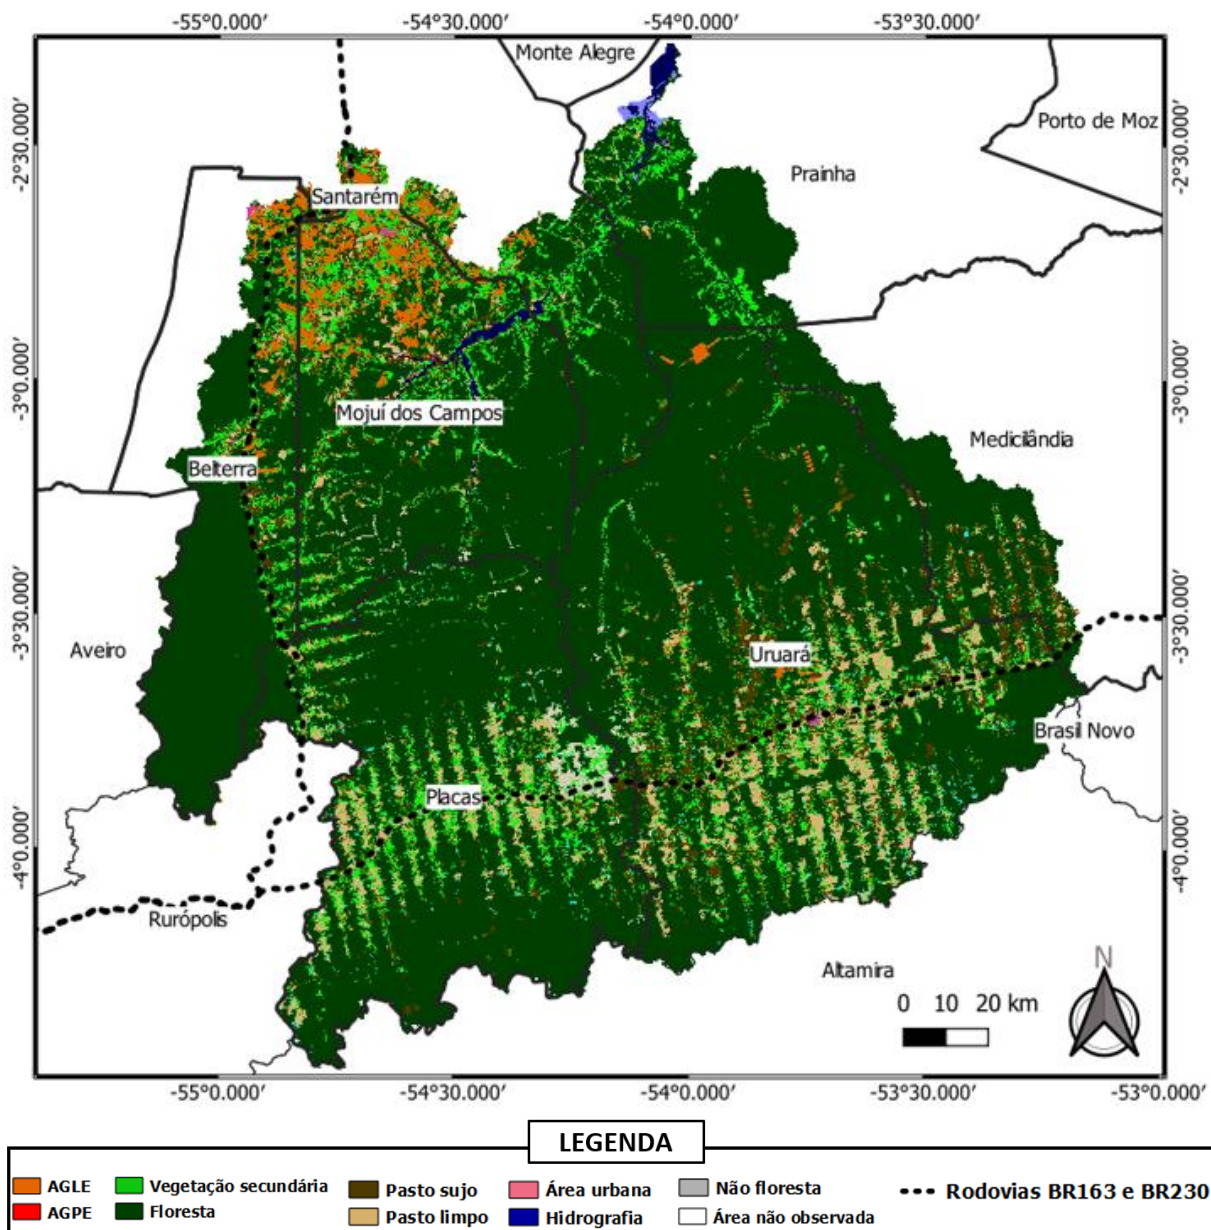 -55°0.000′ -54°30.000′ -54°0.000′ -53°30.000′
Monte Alegre
-2°30.000′ Porto de Moz -2°30.000′
Prainha
Santarém
-3°0.000′ -3°0.000′
Mojuí dos Campos
Medicilândia
Belterra
-3°30.000′ -3°30.000′
Aveiro
Uruará
Brasil Novo
Placas
-4°0.000′ -4°0.000′
Rurópolis
Altamira
N
0 10 20 km
-55°0.000′ -54°30.000′ -54°0.000′ -53°30.000′ -53°0.000′
LEGENDA
AGLE Vegetação secundária Pasto sujo Área urbana Não floresta Rodovias BR163 e BR230
AGPE Floresta Pasto limpo Hidrografia Área não observada